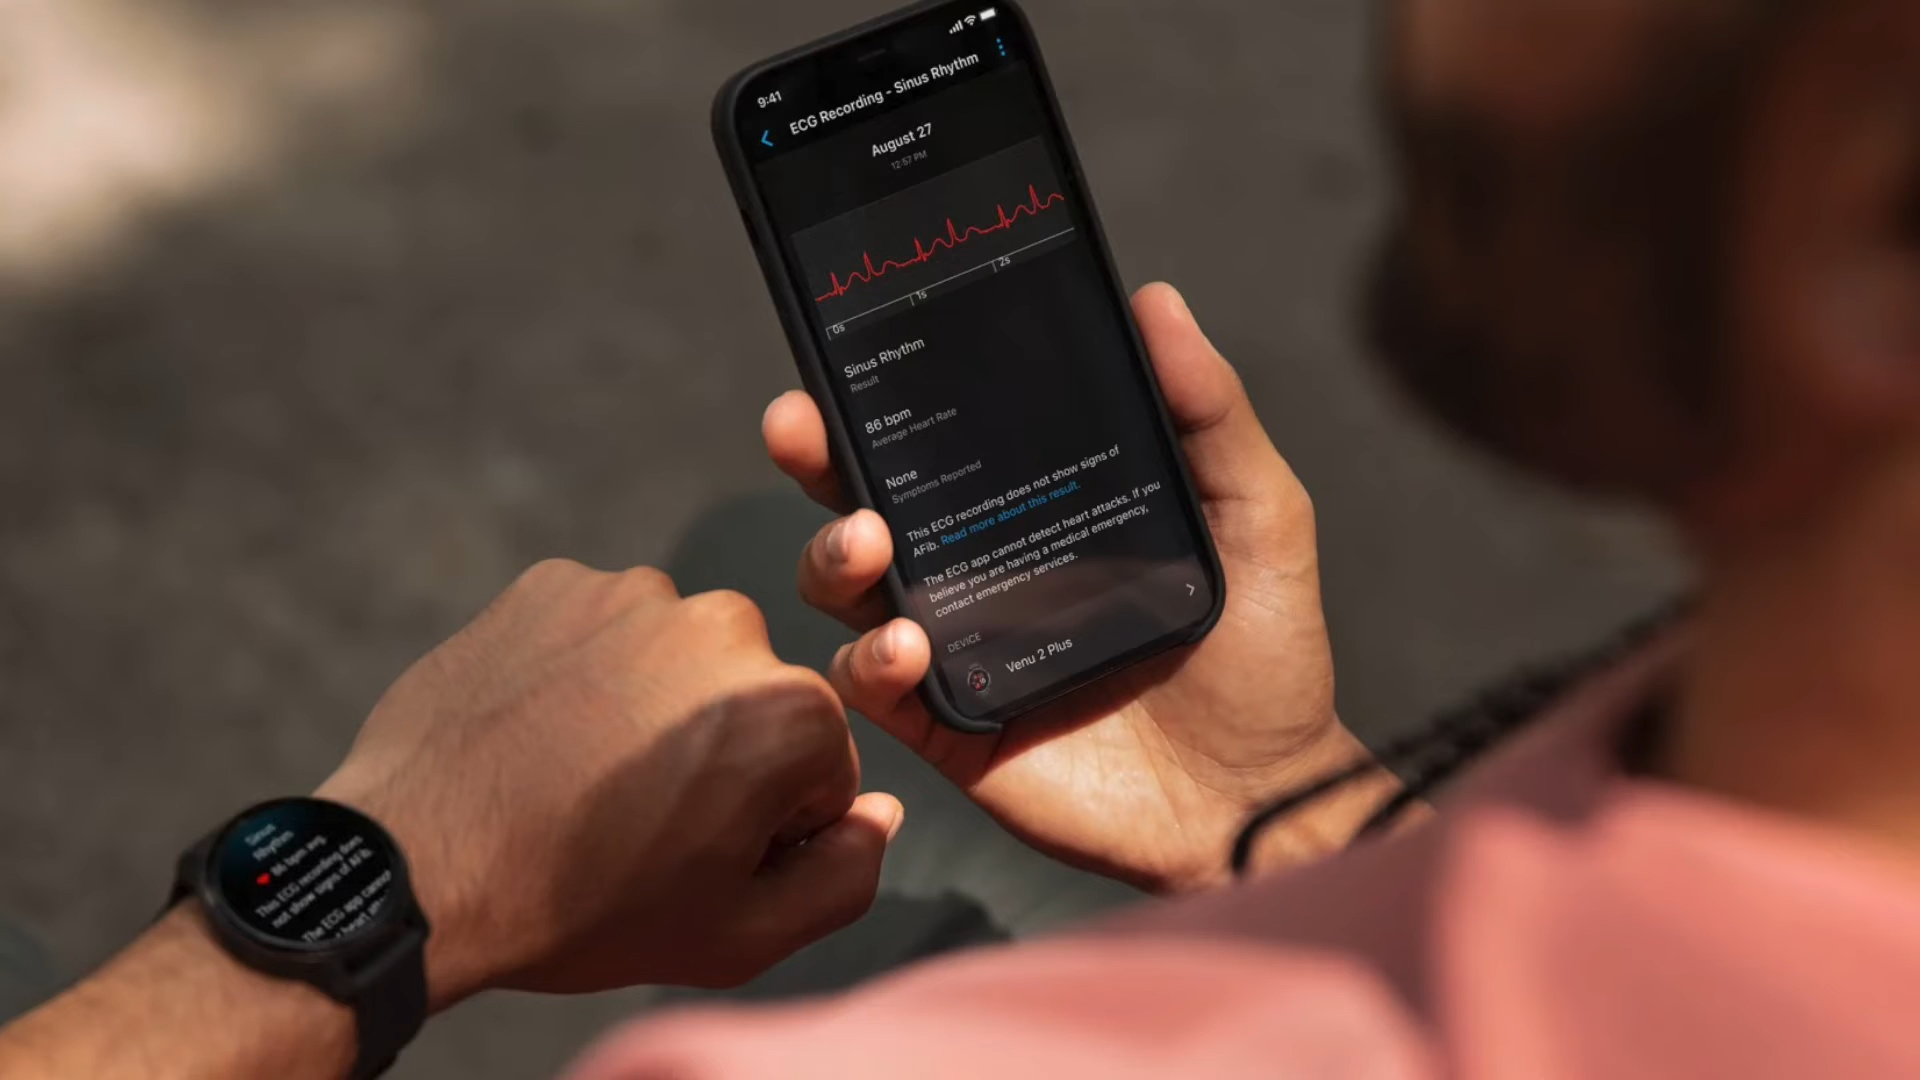 9:41
ECG Recording - Sinus Rhythm
August 27
12:57 PM
0s
1s
2s
Sinus Rhythm
Result
86 bpm
Average Heart Rate
None
Symptoms Reported
This ECG recording does not show signs of
AFib. Read more about this result.
The ECG app cannot detect heart attacks. If you
believe you are having a medical emergency,
contact emergency services.
DEVICE
Venu 2 Plus
Sinus
Rhythm
86 bpm avg.
This ECG recording does
not show signs of AFib.
The ECG app cannot
heart